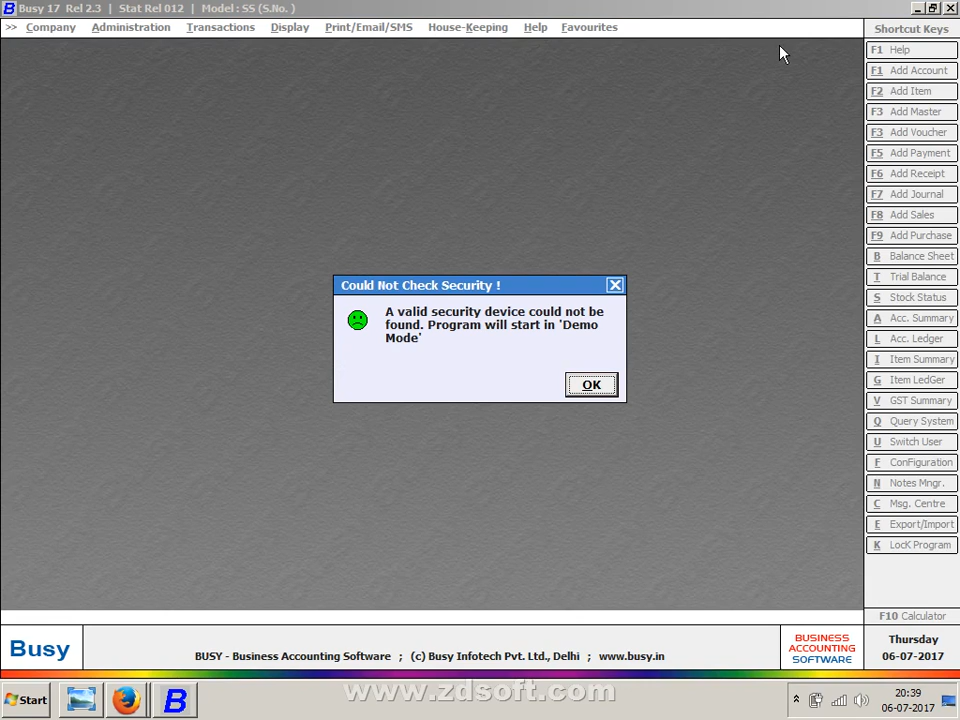 Busy 17 Rel 2.3 | Stat Rel 012 | Model : SS (S.No. )
>> Company Administration Transactions Display Print/Email/SMS House-Keeping Help Favourites
Shortcut Keys
F1 Help
F1 Add Account
F2 Add Item
F3 Add Master
F3 Add Voucher
F5 Add Payment
F6 Add Receipt
F7 Add Journal
F8 Add Sales
F9 Add Purchase
B Balance Sheet
T Trial Balance
S Stock Status
A Acc. Summary
L Acc. Ledger
I Item Summary
G Item LedGer
V GST Summary
Q Query System
U Switch User
F ConFiguration
N Notes Mngr.
C Msg. Centre
E Export/Import
K LocK Program
F10 Calculator
Could Not Check Security !
A valid security device could not be
found. Program will start in 'Demo
Mode'
OK
Busy
BUSY - Business Accounting Software ; (c) Busy Infotech Pvt. Ltd., Delhi ; www.busy.in
BUSINESS
ACCOUNTING
SOFTWARE
Thursday
06-07-2017
Start
B
www.zdsoft.com
20:39
06-07-2017